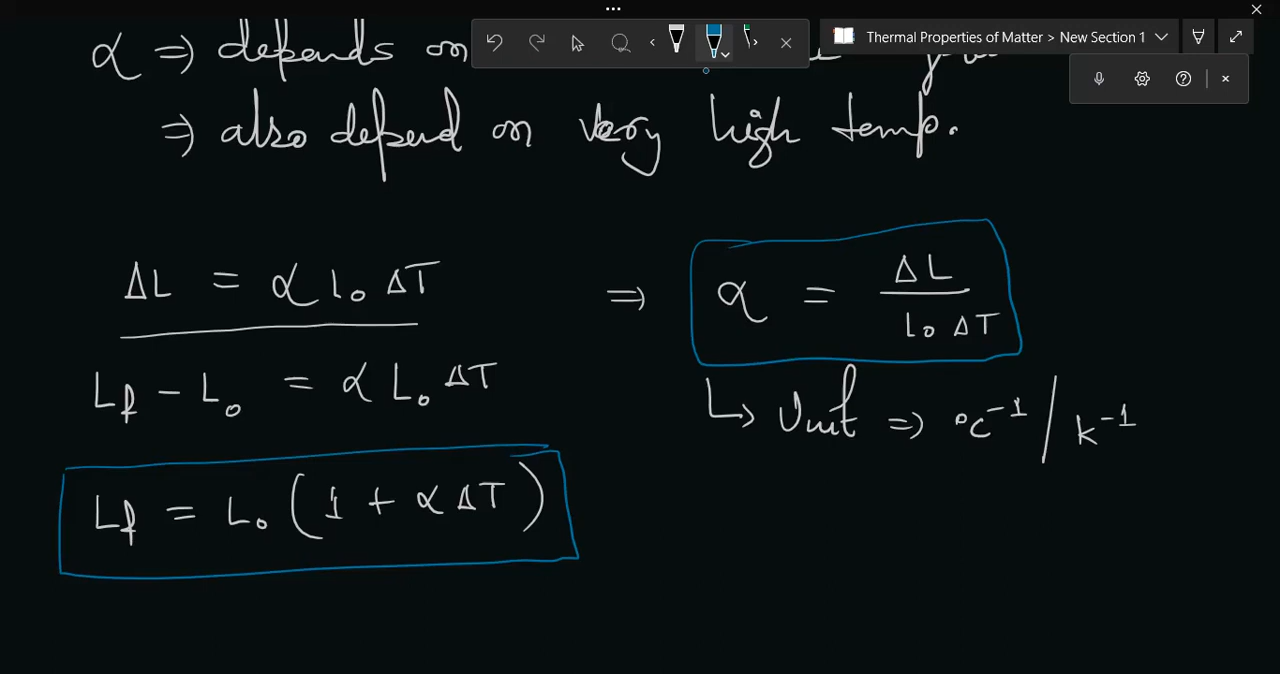 Thermal Properties of Matter > New Section 1
α ⇒ depends on
⇒ also depend on very high temp.
ΔL = α L₀ ΔT ⇒ α = ΔL / L₀ ΔT
Lf - L₀ = α L₀ ΔT
↳ Unit ⇒ °C⁻¹ / K⁻¹
Lf = L₀ (1 + α ΔT)